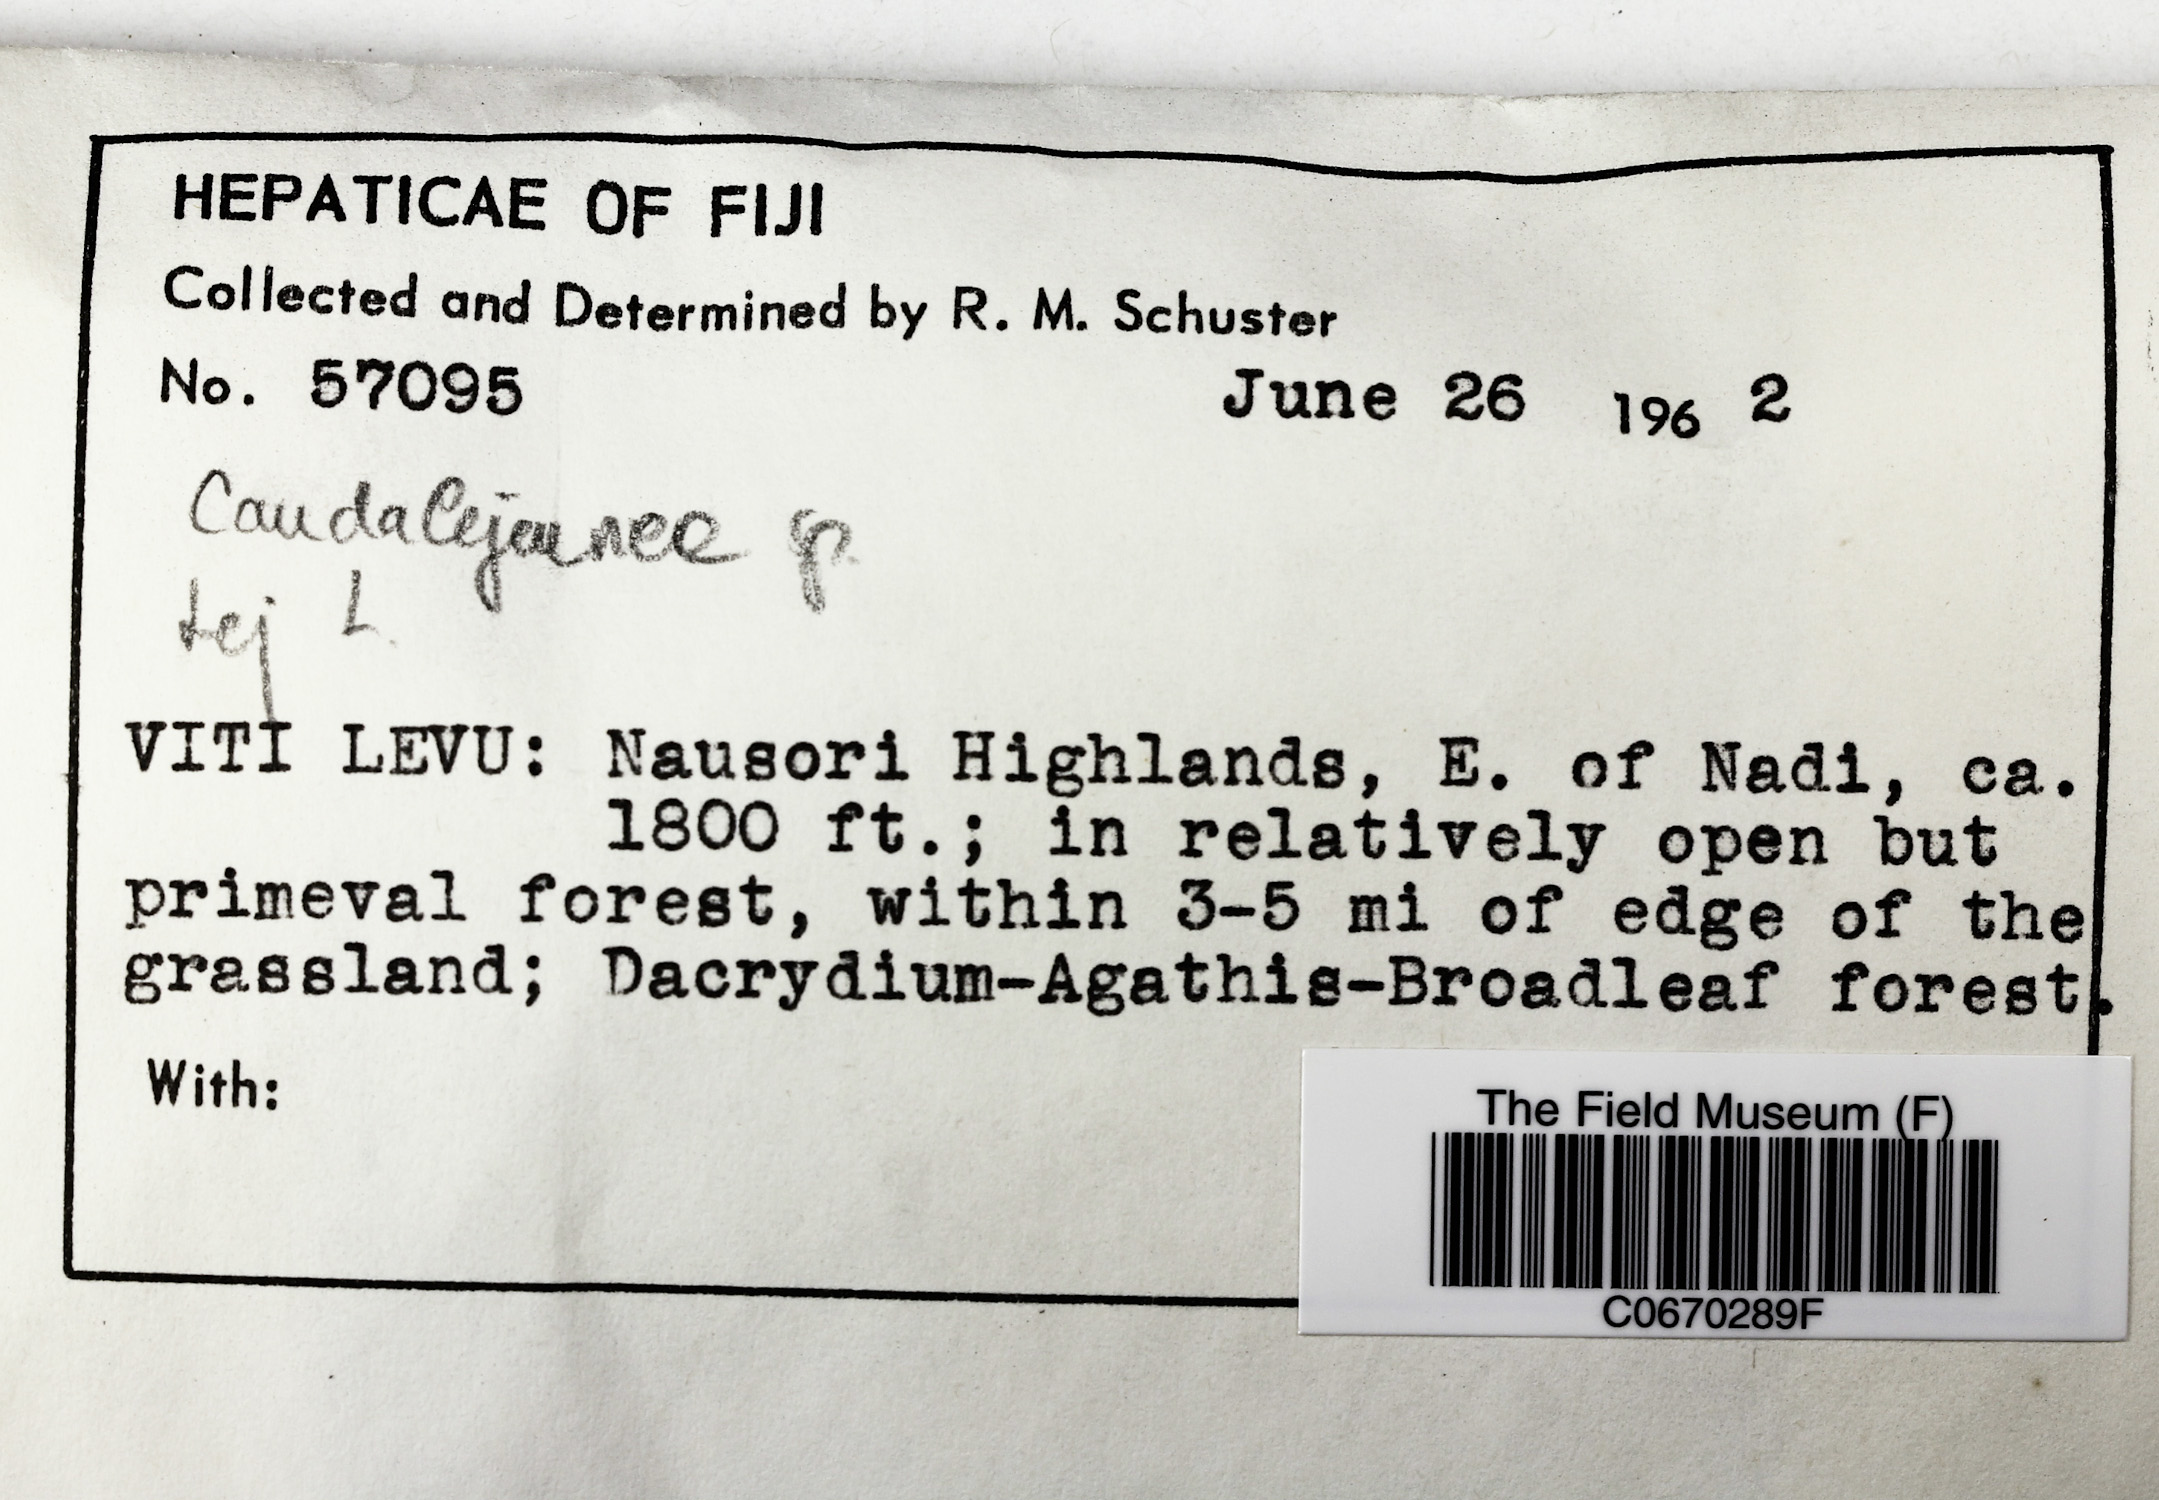 HEPATICAE OF FIJI
Collected and Determined by R. M. Schuster
No. 57095 June 26 196 2
Caudalejeunea sp.
Lej L.
VITI LEVU: Nausori Highlands, E. of Nadi, ca.
1800 ft.; in relatively open but
primeval forest, within 3-5 mi of edge of the
grassland; Dacrydium-Agathis-Broadleaf forest.
With:
The Field Museum (F)
C0670289F